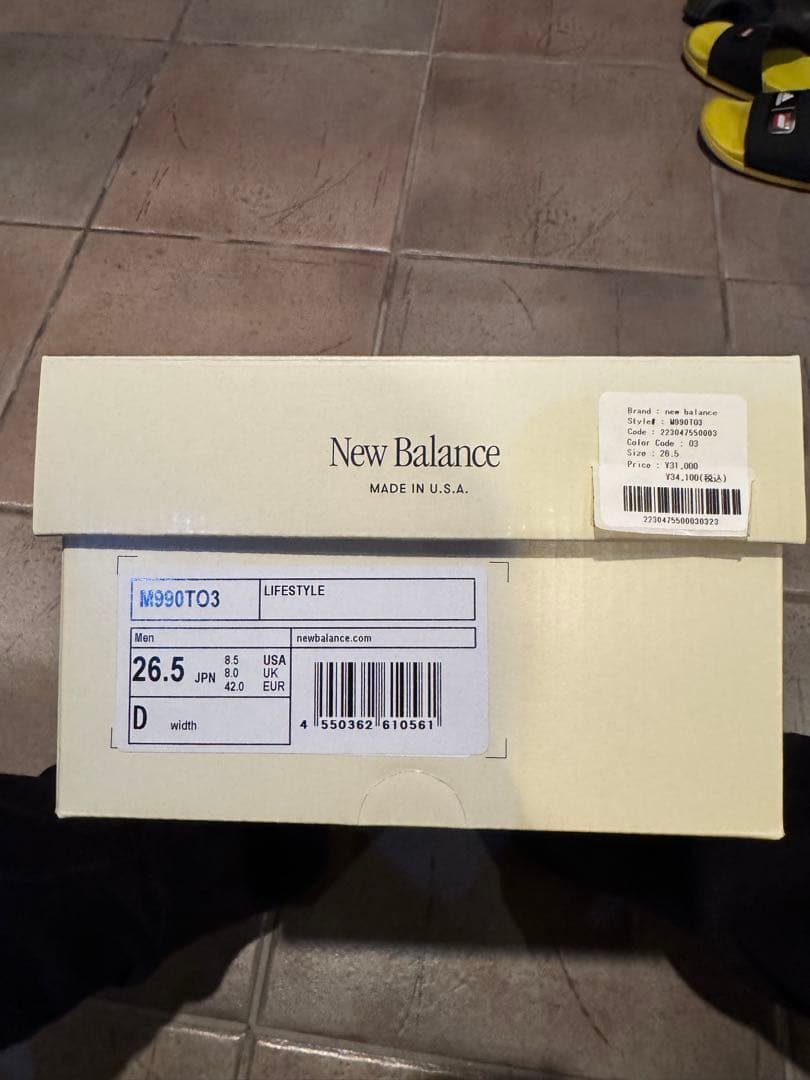 New Balance
MADE IN U.S.A.
Brand : new balance
Style# : M990TO3
Code : 223047550003
Color Code : 03
Size : 26.5
Price : ¥31,000
¥34,100(税込)
2230475500030323
M990TO3
LIFESTYLE
Men
newbalance.com
26.5 JPN
8.5 USA
8.0 UK
42.0 EUR
D width
4 550362 610561